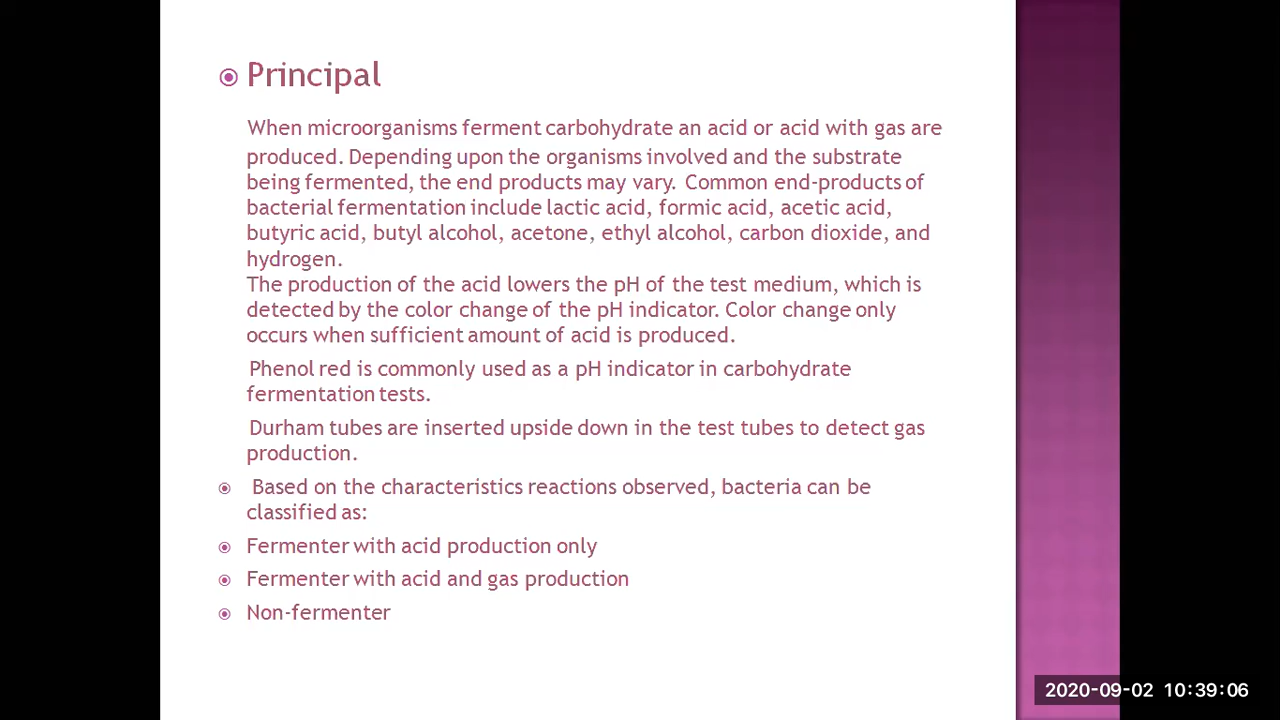 Principal
When microorganisms ferment carbohydrate an acid or acid with gas are
produced. Depending upon the organisms involved and the substrate
being fermented, the end products may vary. Common end-products of
bacterial fermentation include lactic acid, formic acid, acetic acid,
butyric acid, butyl alcohol, acetone, ethyl alcohol, carbon dioxide, and
hydrogen.
The production of the acid lowers the pH of the test medium, which is
detected by the color change of the pH indicator. Color change only
occurs when sufficient amount of acid is produced.
Phenol red is commonly used as a pH indicator in carbohydrate
fermentation tests.
Durham tubes are inserted upside down in the test tubes to detect gas
production.
Based on the characteristics reactions observed, bacteria can be
classified as:
Fermenter with acid production only
Fermenter with acid and gas production
Non-fermenter
2020-09-02 10:39:06